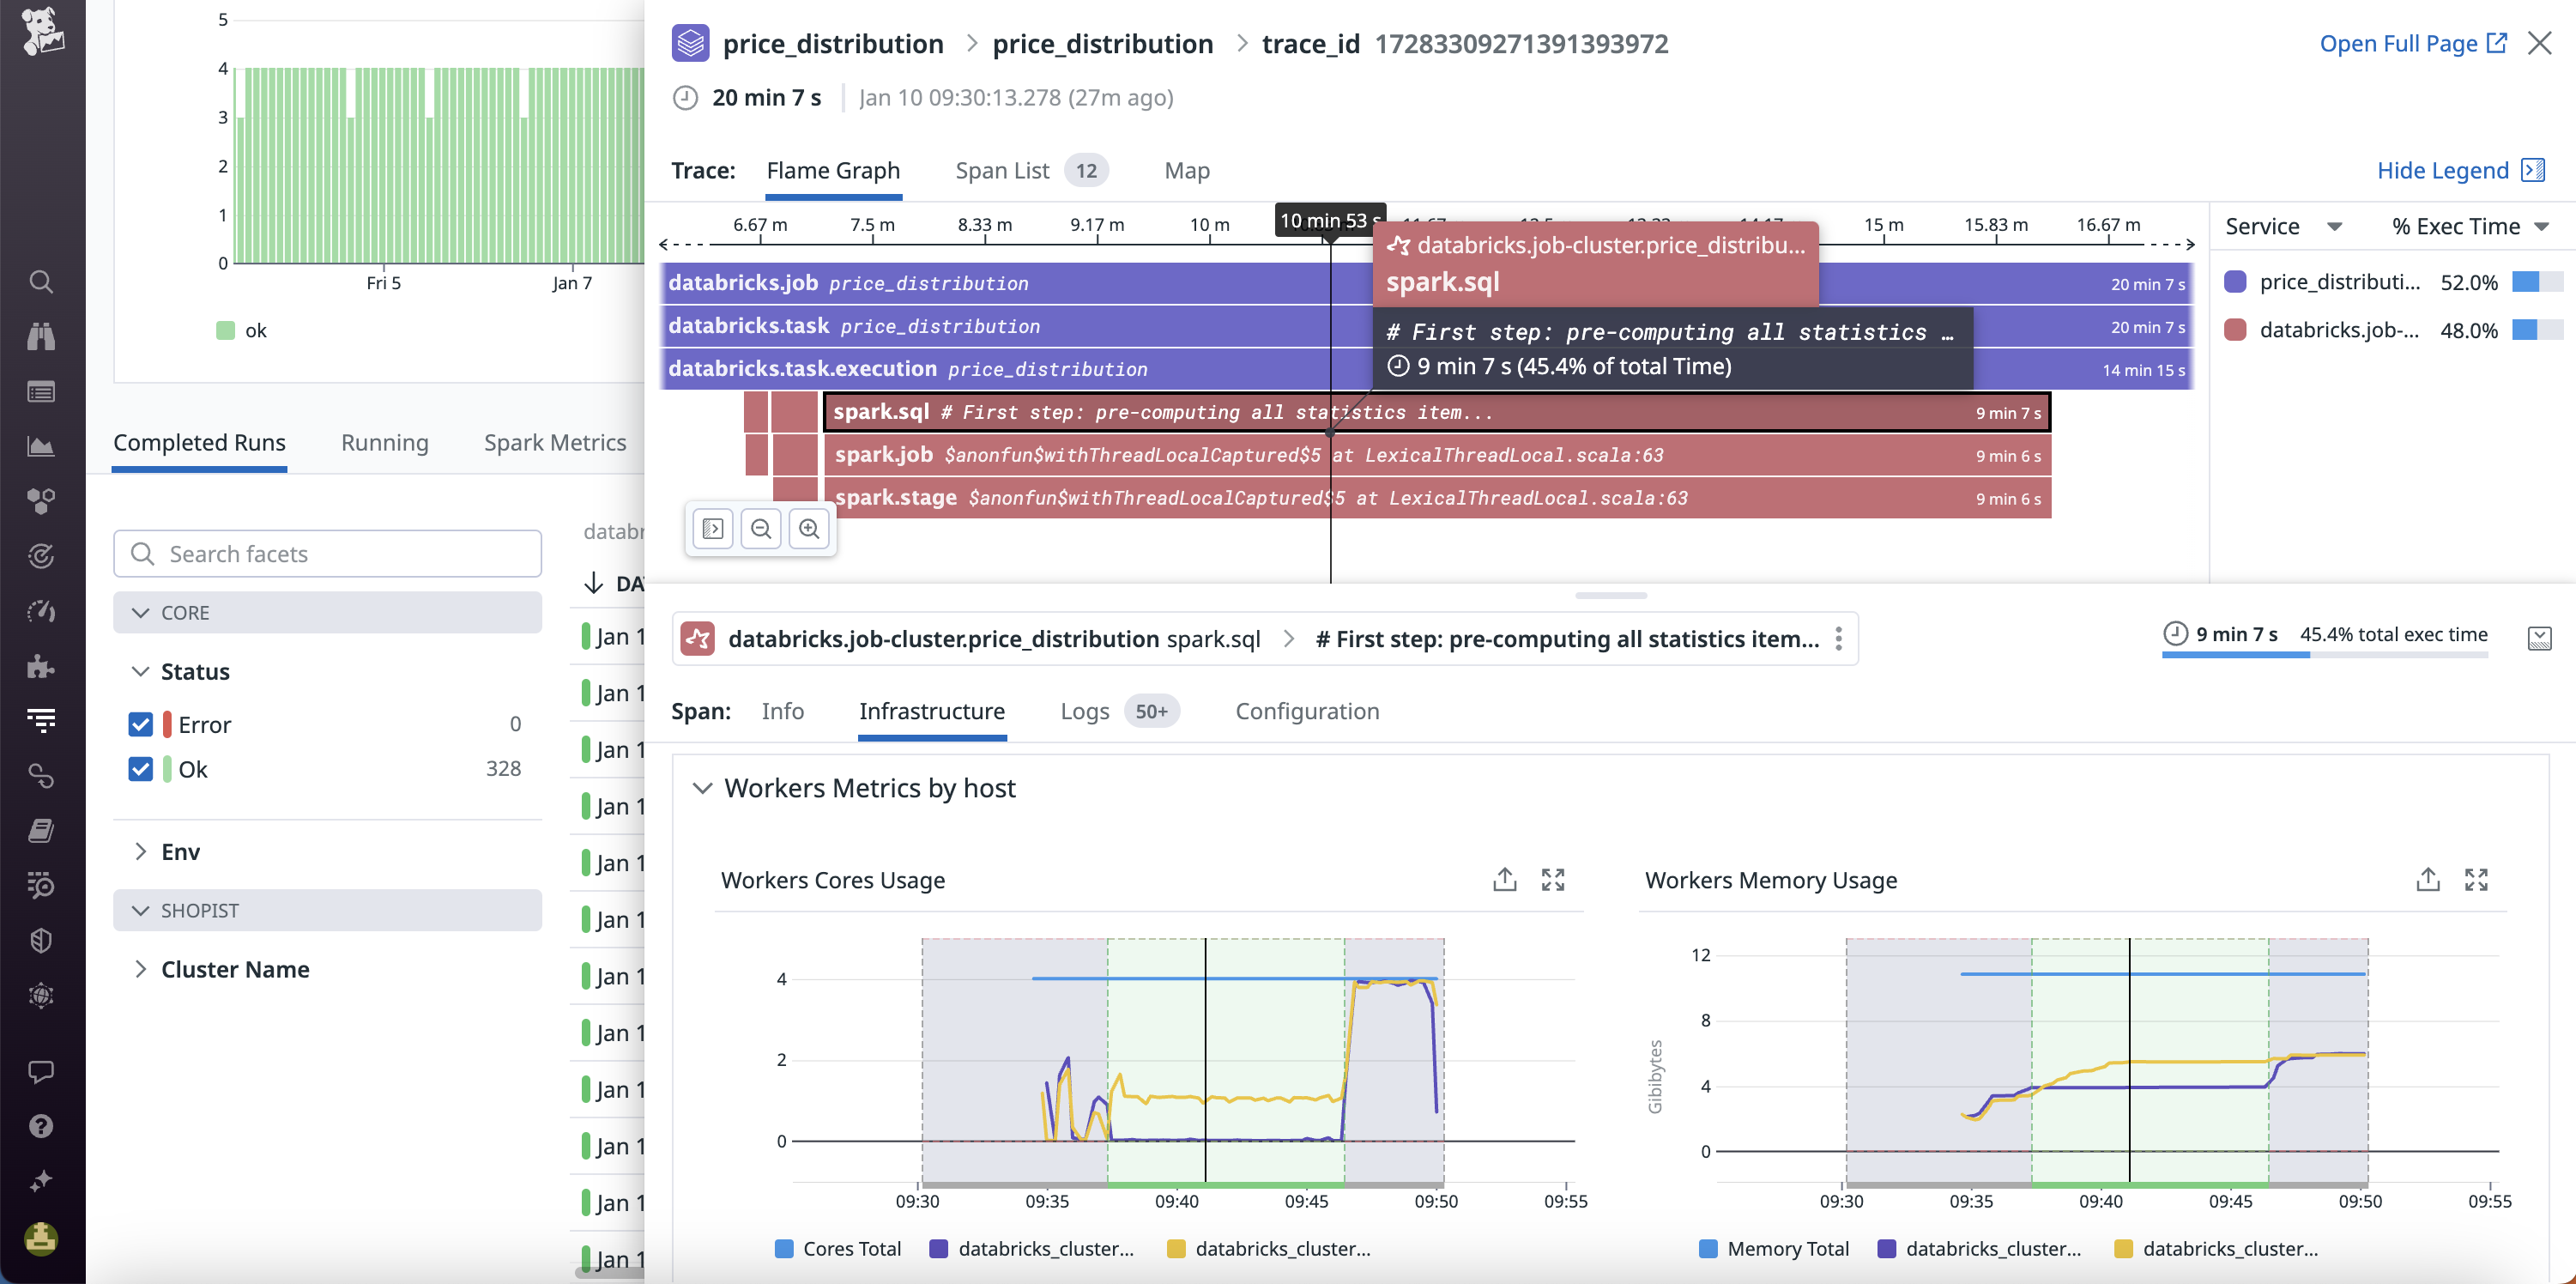 5
4
3
2
1
0
Fri 5
Jan 7
ok
Completed Runs
Running
Spark Metrics
Search facets
CORE
Status
Error
0
Ok
328
Env
SHOPIST
Cluster Name
databr
DA
Jan 1
Jan 1
Jan 1
Jan 1
Jan 1
Jan 1
Jan 1
Jan 1
Jan 1
Jan 1
Jan 1
Jan 1
price_distribution > price_distribution > trace_id 17283309271391393972
Open Full Page
20 min 7 s
Jan 10 09:30:13.278 (27m ago)
Trace: Flame Graph Span List 12 Map
Hide Legend
6.67 m 7.5 m 8.33 m 9.17 m 10 m 10 min 53 s 15 m 15.83 m 16.67 m
databricks.job-cluster.price_distribu...
spark.sql
# First step: pre-computing all statistics …
9 min 7 s (45.4% of total Time)
databricks.job price_distribution 20 min 7 s
databricks.task price_distribution 20 min 7 s
databricks.task.execution price_distribution 14 min 15 s
spark.sql # First step: pre-computing all statistics item... 9 min 7 s
spark.job $anonfun$withThreadLocalCaptured$5 at LexicalThreadLocal.scala:63 9 min 6 s
spark.stage $anonfun$withThreadLocalCaptured$5 at LexicalThreadLocal.scala:63 9 min 6 s
Service % Exec Time
price_distributi... 52.0%
databricks.job-... 48.0%
databricks.job-cluster.price_distribution spark.sql > # First step: pre-computing all statistics item...
9 min 7 s 45.4% total exec time
Span: Info Infrastructure Logs 50+ Configuration
Workers Metrics by host
Workers Cores Usage
4
2
0
09:30 09:35 09:40 09:45 09:50 09:55
Cores Total databricks_cluster... databricks_cluster...
Workers Memory Usage
Gibibytes
12
8
4
0
09:30 09:35 09:40 09:45 09:50 09:55
Memory Total databricks_cluster... databricks_cluster...